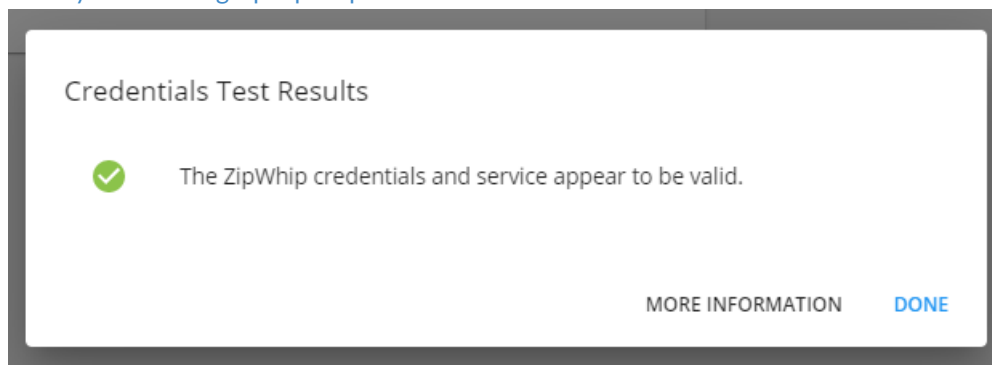 Credentials Test Results
The ZipWhip credentials and service appear to be valid.
MORE INFORMATION
DONE